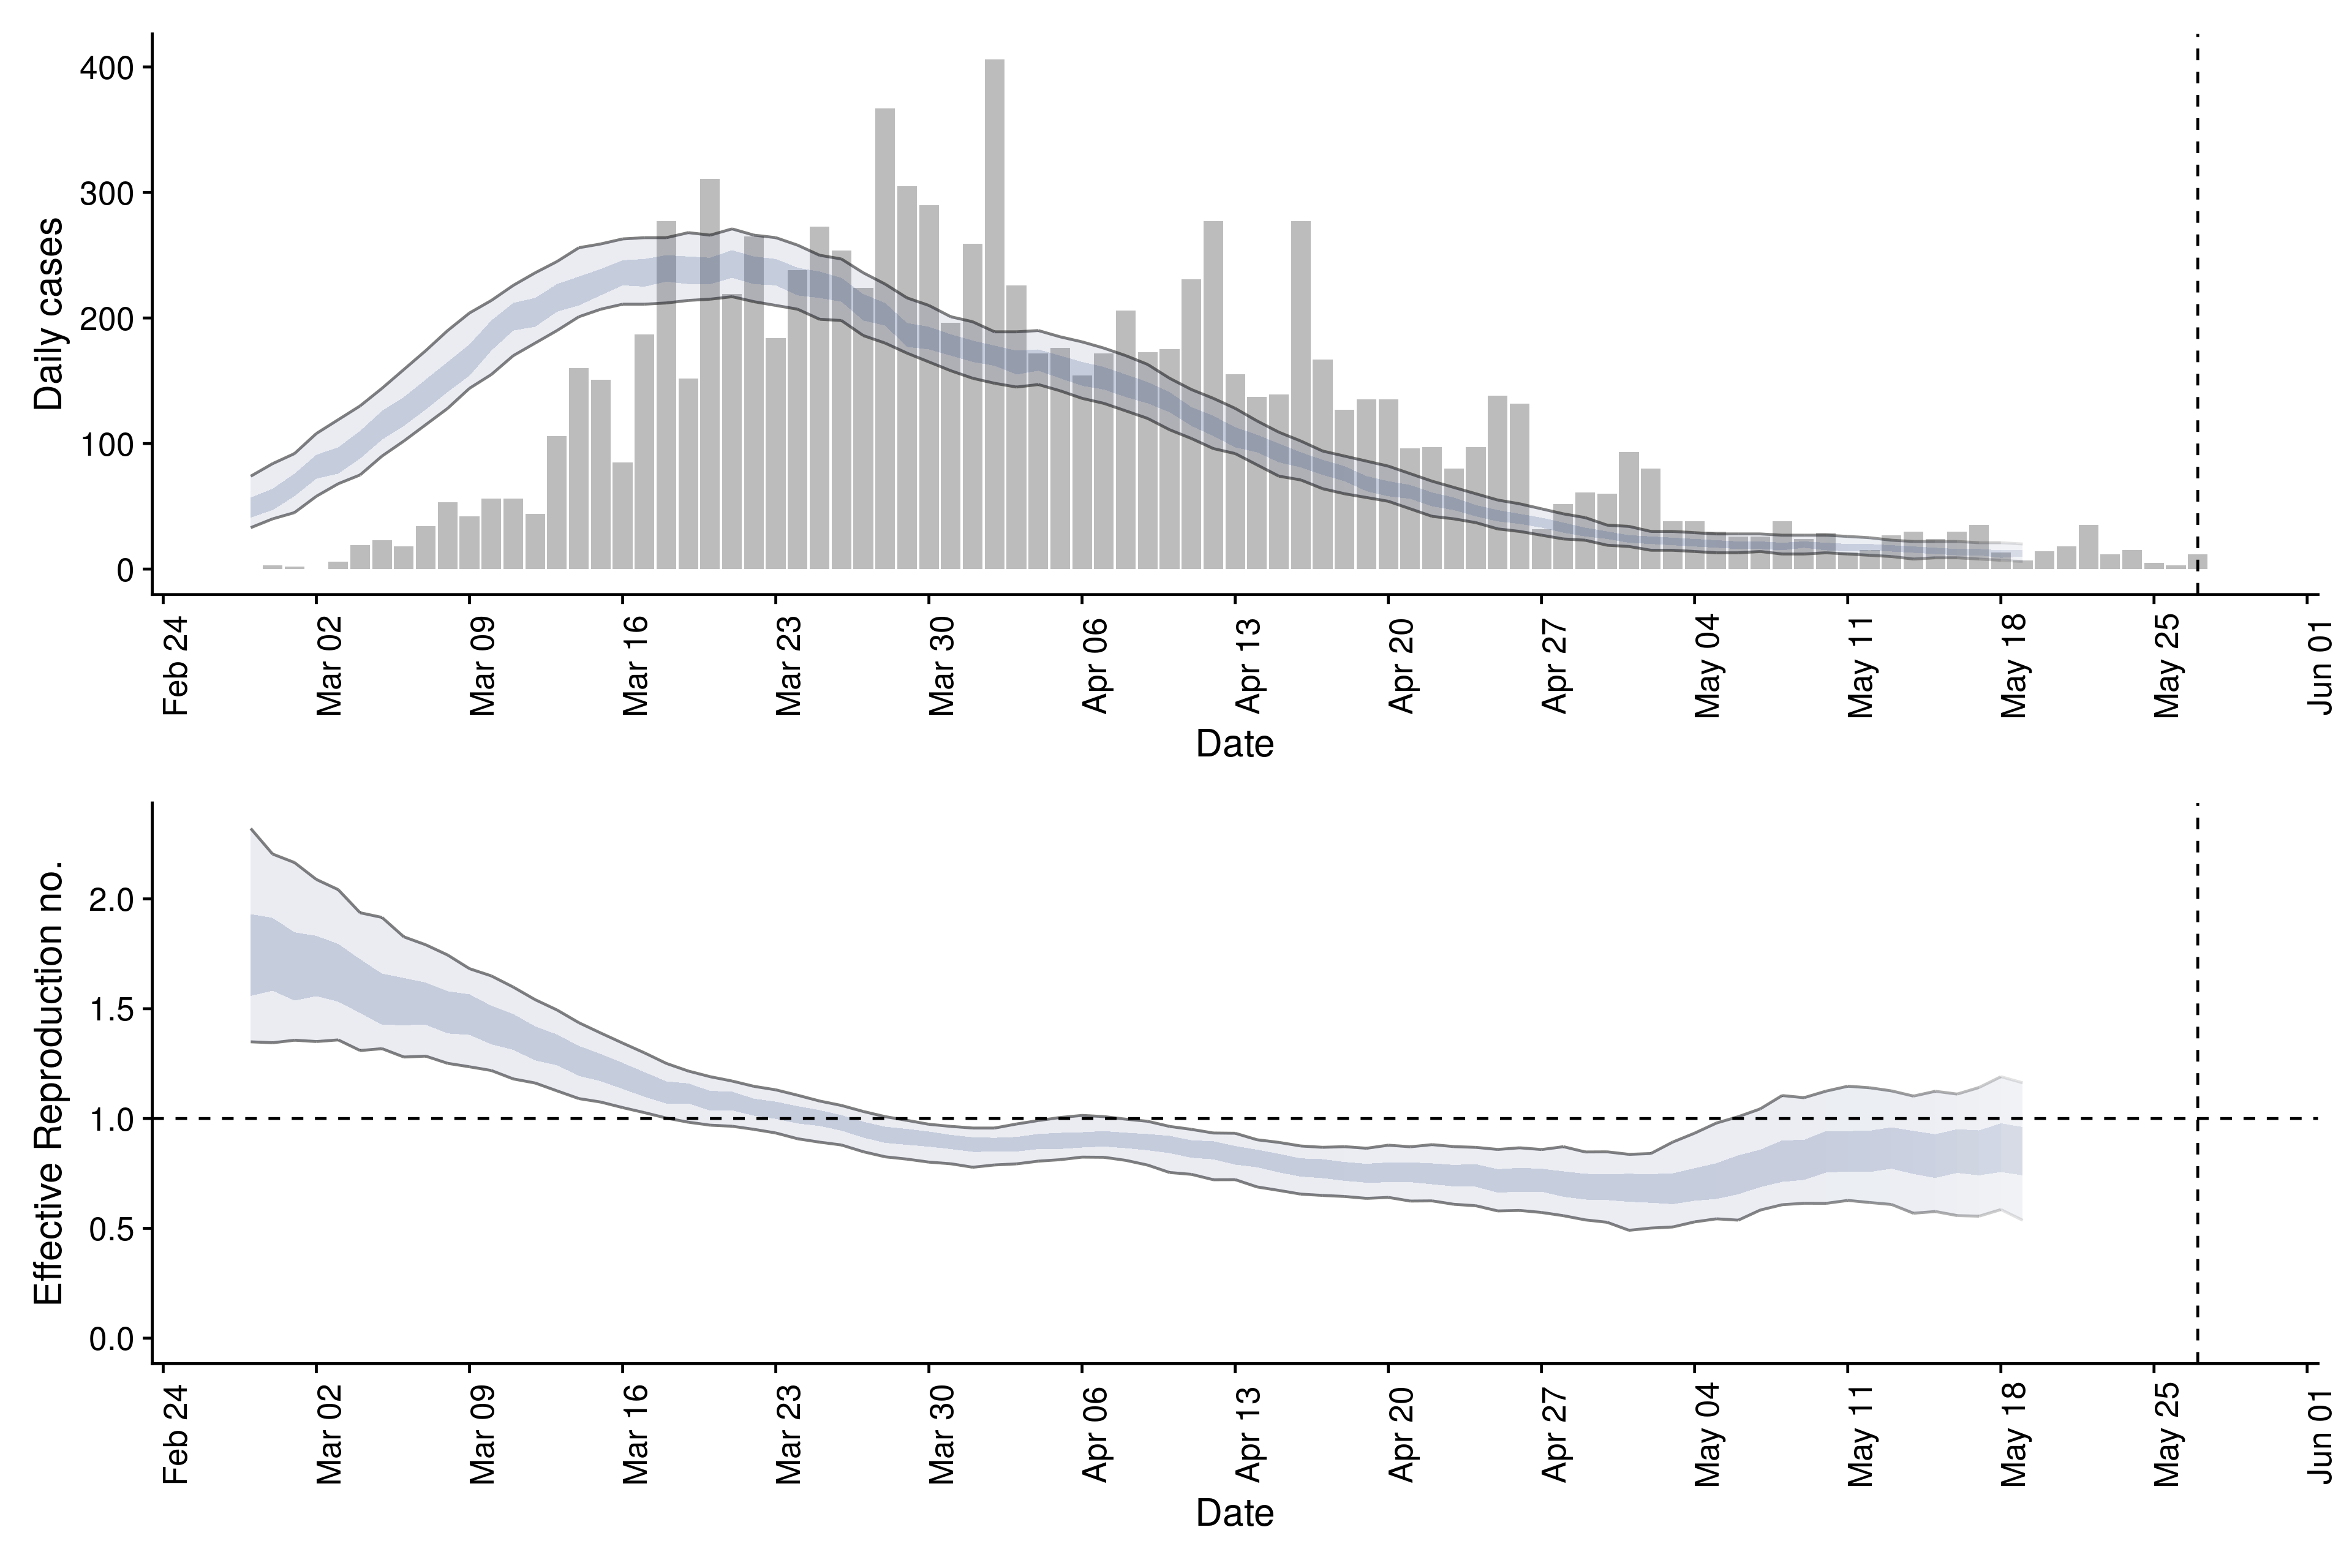 Daily cases
400
300
200
100
0
Feb 24
Mar 02
Mar 09
Mar 16
Mar 23
Mar 30
Apr 06
Apr 13
Apr 20
Apr 27
May 04
May 11
May 18
May 25
Jun 01
Date
Effective Reproduction no.
2.0
1.5
1.0
0.5
0.0
Feb 24
Mar 02
Mar 09
Mar 16
Mar 23
Mar 30
Apr 06
Apr 13
Apr 20
Apr 27
May 04
May 11
May 18
May 25
Jun 01
Date